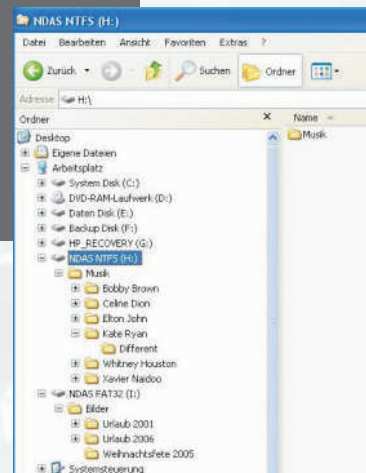 NDAS NTFS (H:)
Datei Bearbeiten Ansicht Favoriten Extras ?
Zurück Suchen Ordner
Adresse H:\
Ordner x Name
Desktop Musik
Eigene Dateien
Arbeitsplatz
System Disk (C:)
DVD-RAM-Laufwerk (D:)
Daten Disk (E:)
Backup Disk (F:)
HP_RECOVERY (G:)
NDAS NTFS (H:)
Musik
Bobby Brown
Celine Dion
Elton John
Kate Ryan
Different
Whitney Houston
Xavier Naidoo
NDAS FAT32 (I:)
Bilder
Urlaub 2001
Urlaub 2006
Weihnachtsfete 2005
Systemsteuerung